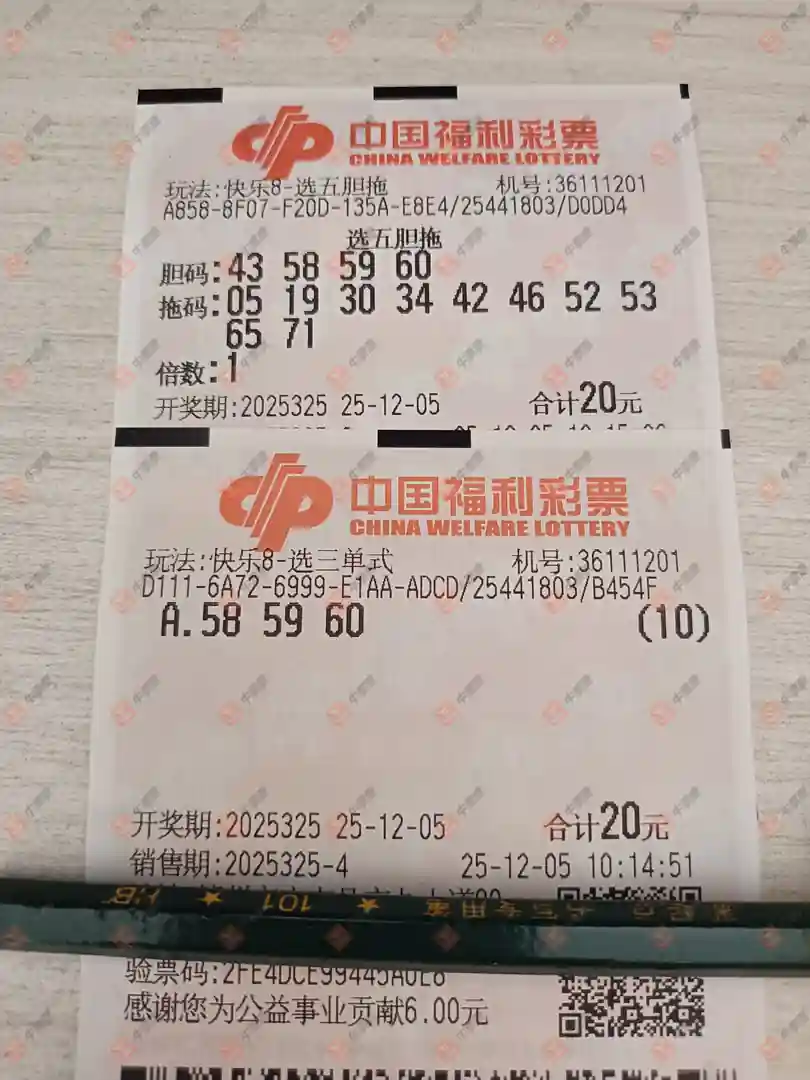 中国福利彩票
CHINA WELFARE LOTTERY
玩法:快乐8-选五胆拖 机号:36111201
A858-8F07-F20D-135A-E8E4/25441803/D0DD4
选五胆拖
胆码:43 58 59 60
拖码:05 19 30 34 42 46 52 53
65 71
倍数:1
开奖期:2025325 25-12-05 合计20元
中国福利彩票
CHINA WELFARE LOTTERY
玩法:快乐8-选三单式 机号:36111201
D111-6A72-6999-E1AA-ADCD/25441803/B454F
A.58 59 60 (10)
开奖期:2025325 25-12-05 合计20元
销售期:2025325-4 25-12-05 10:14:51
HB ★ 101 ★
验票码:2FE4DCE99445A0E8
感谢您为公益事业贡献6.00元